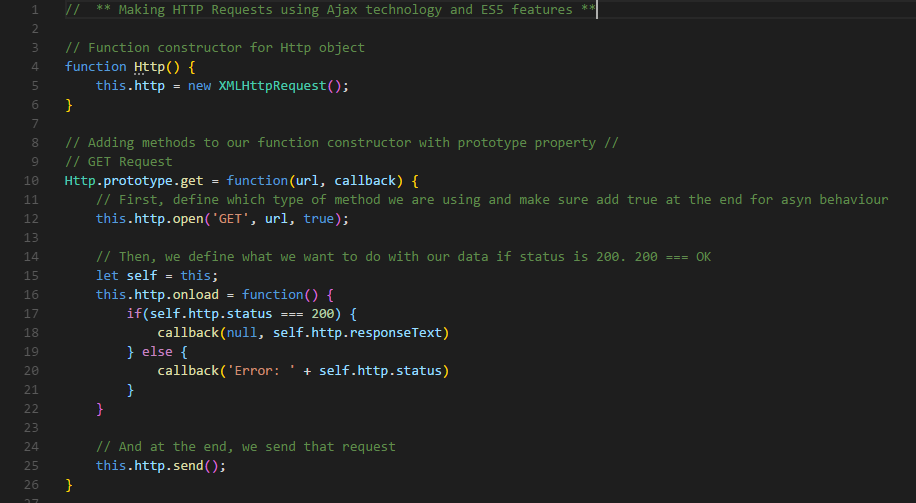 1 // ** Making HTTP Requests using Ajax technology and ES5 features **
2
3 // Function constructor for Http object
4 function Http() {
5     this.http = new XMLHttpRequest();
6 }
7
8 // Adding methods to our function constructor with prototype property //
9 // GET Request
10 Http.prototype.get = function(url, callback) {
11     // First, define which type of method we are using and make sure add true at the end for asyn behaviour
12     this.http.open('GET', url, true);
13
14     // Then, we define what we want to do with our data if status is 200. 200 === OK
15     let self = this;
16     this.http.onload = function() {
17         if(self.http.status === 200) {
18             callback(null, self.http.responseText)
19         } else {
20             callback('Error: ' + self.http.status)
21         }
22     }
23
24     // And at the end, we send that request
25     this.http.send();
26 }
27